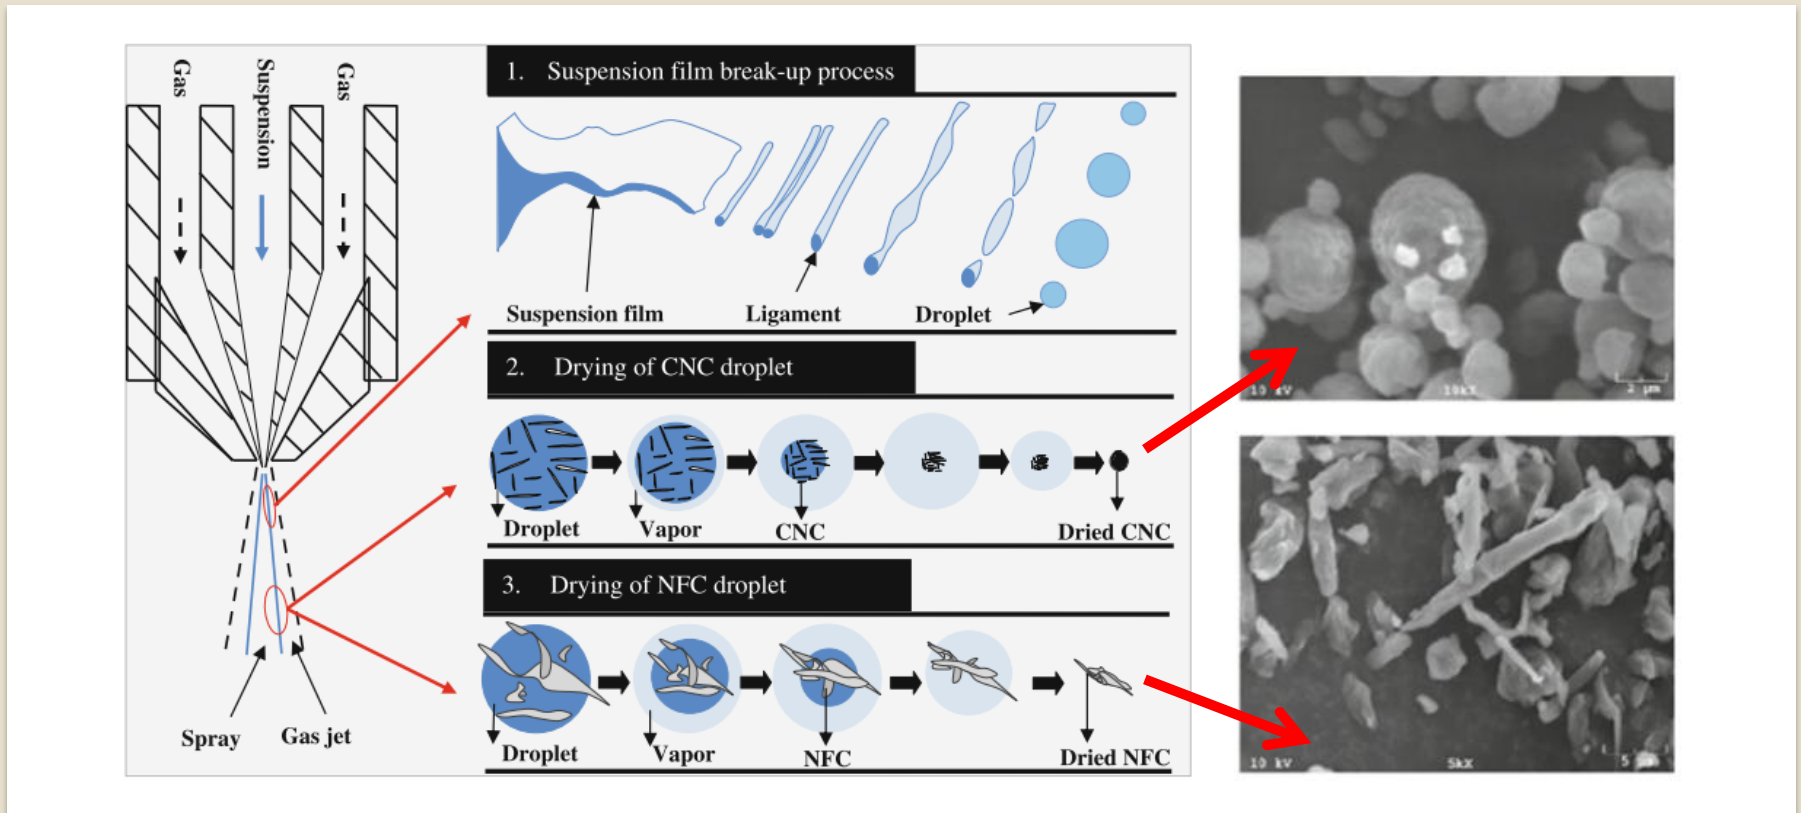 Gas
Suspension
Gas
Spray
Gas jet
1. Suspension film break-up process
Suspension film
Ligament
Droplet
2. Drying of CNC droplet
Droplet
Vapor
CNC
Dried CNC
3. Drying of NFC droplet
Droplet
Vapor
NFC
Dried NFC
10 kV
10kX
2 µm
10 kV
5kX
5 µm